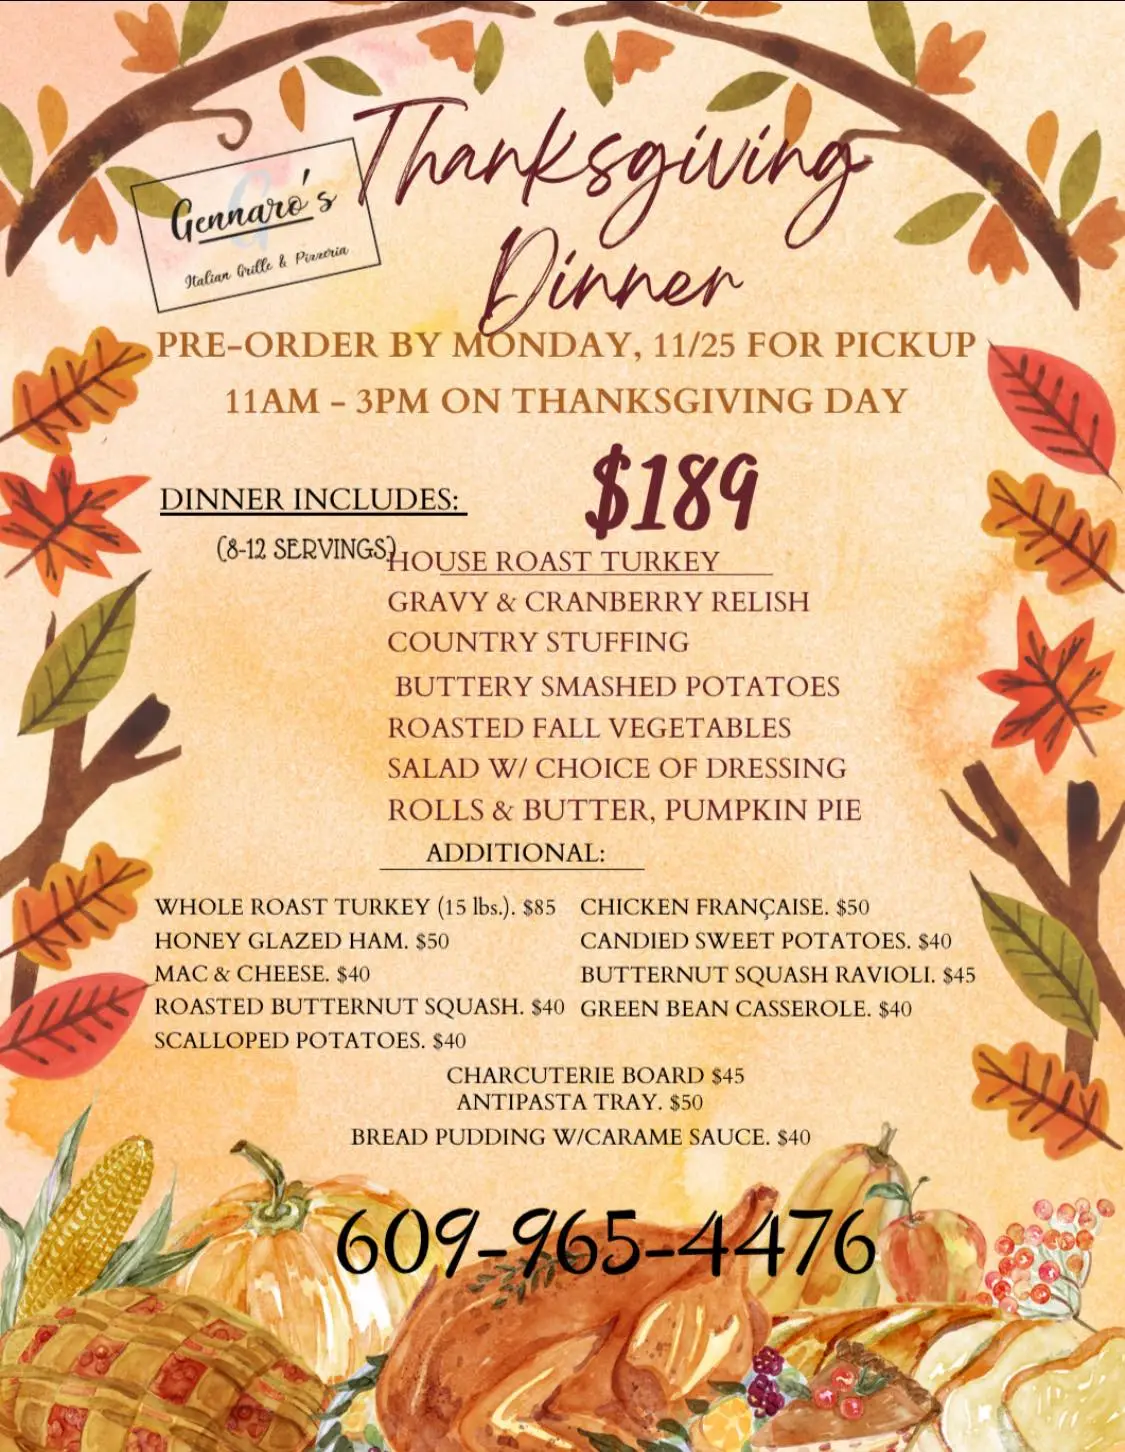 Thanksgiving
Gennaro's
Italian Grille & Pizzeria
Dinner
PRE-ORDER BY MONDAY, 11/25 FOR PICKUP
11AM - 3PM ON THANKSGIVING DAY
$189
DINNER INCLUDES:
(8-12 SERVINGS)
HOUSE ROAST TURKEY
GRAVY & CRANBERRY RELISH
COUNTRY STUFFING
BUTTERY SMASHED POTATOES
ROASTED FALL VEGETABLES
SALAD W/ CHOICE OF DRESSING
ROLLS & BUTTER, PUMPKIN PIE
ADDITIONAL:
WHOLE ROAST TURKEY (15 lbs.). $85
HONEY GLAZED HAM. $50
MAC & CHEESE. $40
ROASTED BUTTERNUT SQUASH. $40
SCALLOPED POTATOES. $40
CHICKEN FRANÇAISE. $50
CANDIED SWEET POTATOES. $40
BUTTERNUT SQUASH RAVIOLI. $45
GREEN BEAN CASSEROLE. $40
CHARCUTERIE BOARD $45
ANTIPASTA TRAY. $50
BREAD PUDDING W/CARAME SAUCE. $40
609-965-4476